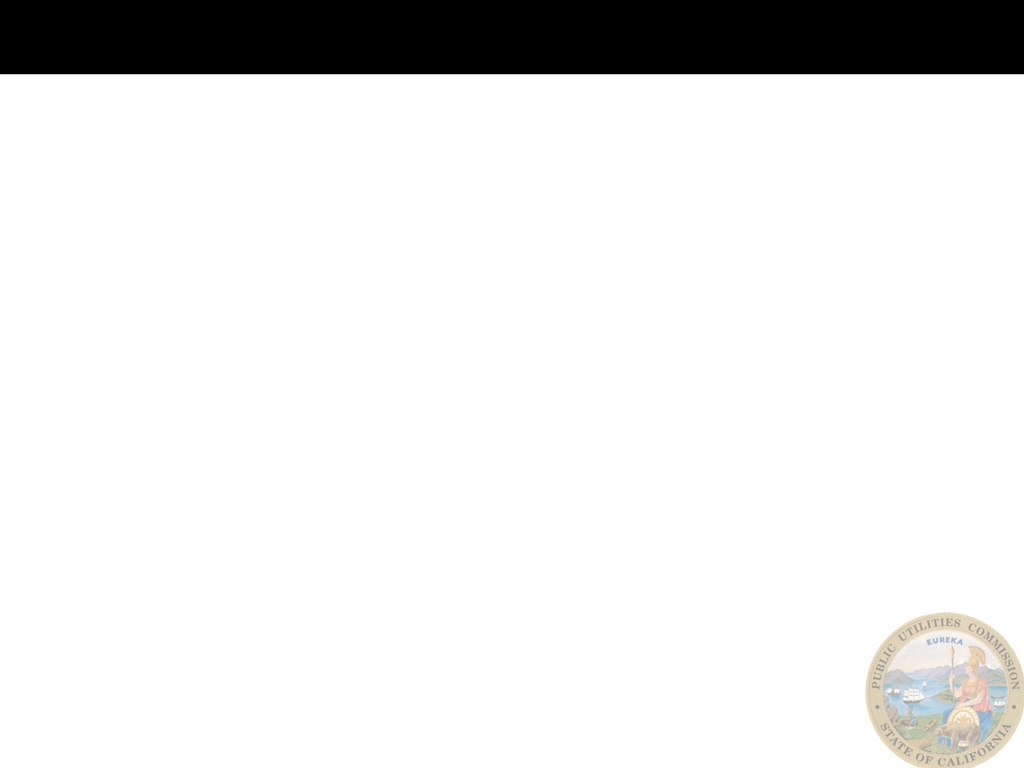 PUBLIC UTILITIES COMMISSION
EUREKA
STATE OF CALIFORNIA